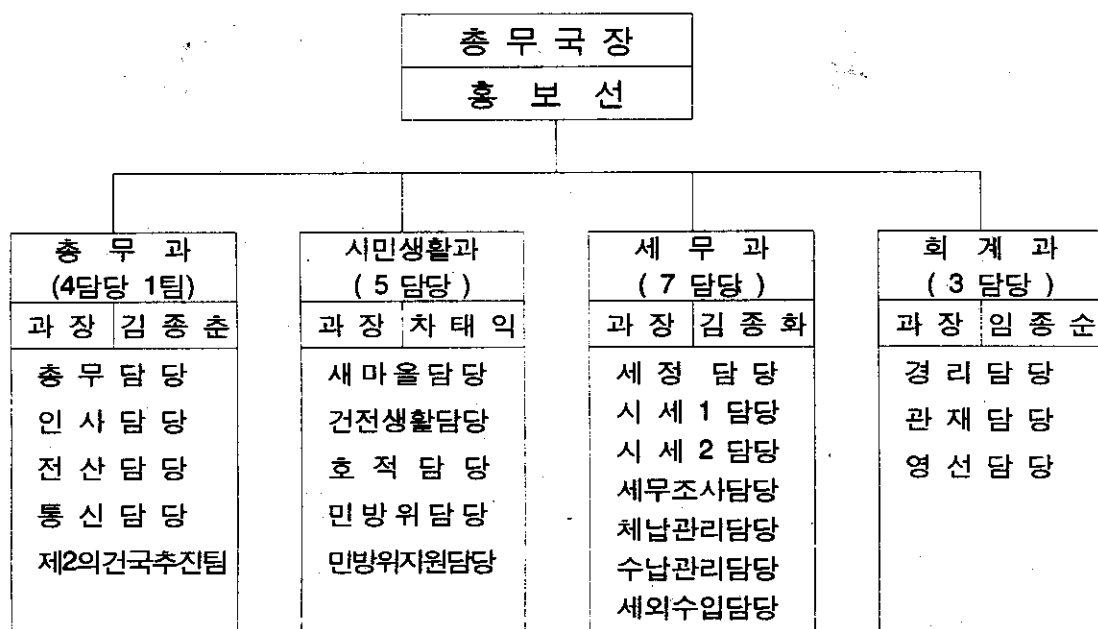 총 무 국 장
홍 보 선
총 무 과
(4담당 1팀)
과 장 김 종 춘
총 무 담 당
인 사 담 당
전 산 담 당
통 신 담 당
제2의건국추진팀
시민생활과
( 5 담당 )
과 장 차 태 익
새 마 을 담 당
건전생활담당
호 적 담 당
민 방 위 담 당
민방위지원담당
세 무 과
( 7 담당 )
과 장 김 종 화
세 정 담 당
시 세 1 담 당
시 세 2 담 당
세무조사담당
체납관리담당
수납관리담당
세외수입담당
회 계 과
( 3 담당 )
과 장 임 종 순
경 리 담 당
관 재 담 당
영 선 담 당